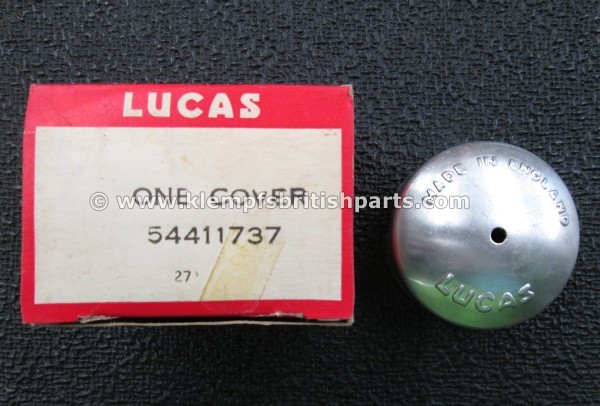 LUCAS
ONE COVER
© www.klempfsbritishparts.com
54411737
27
MADE IN ENGLAND
LUCAS